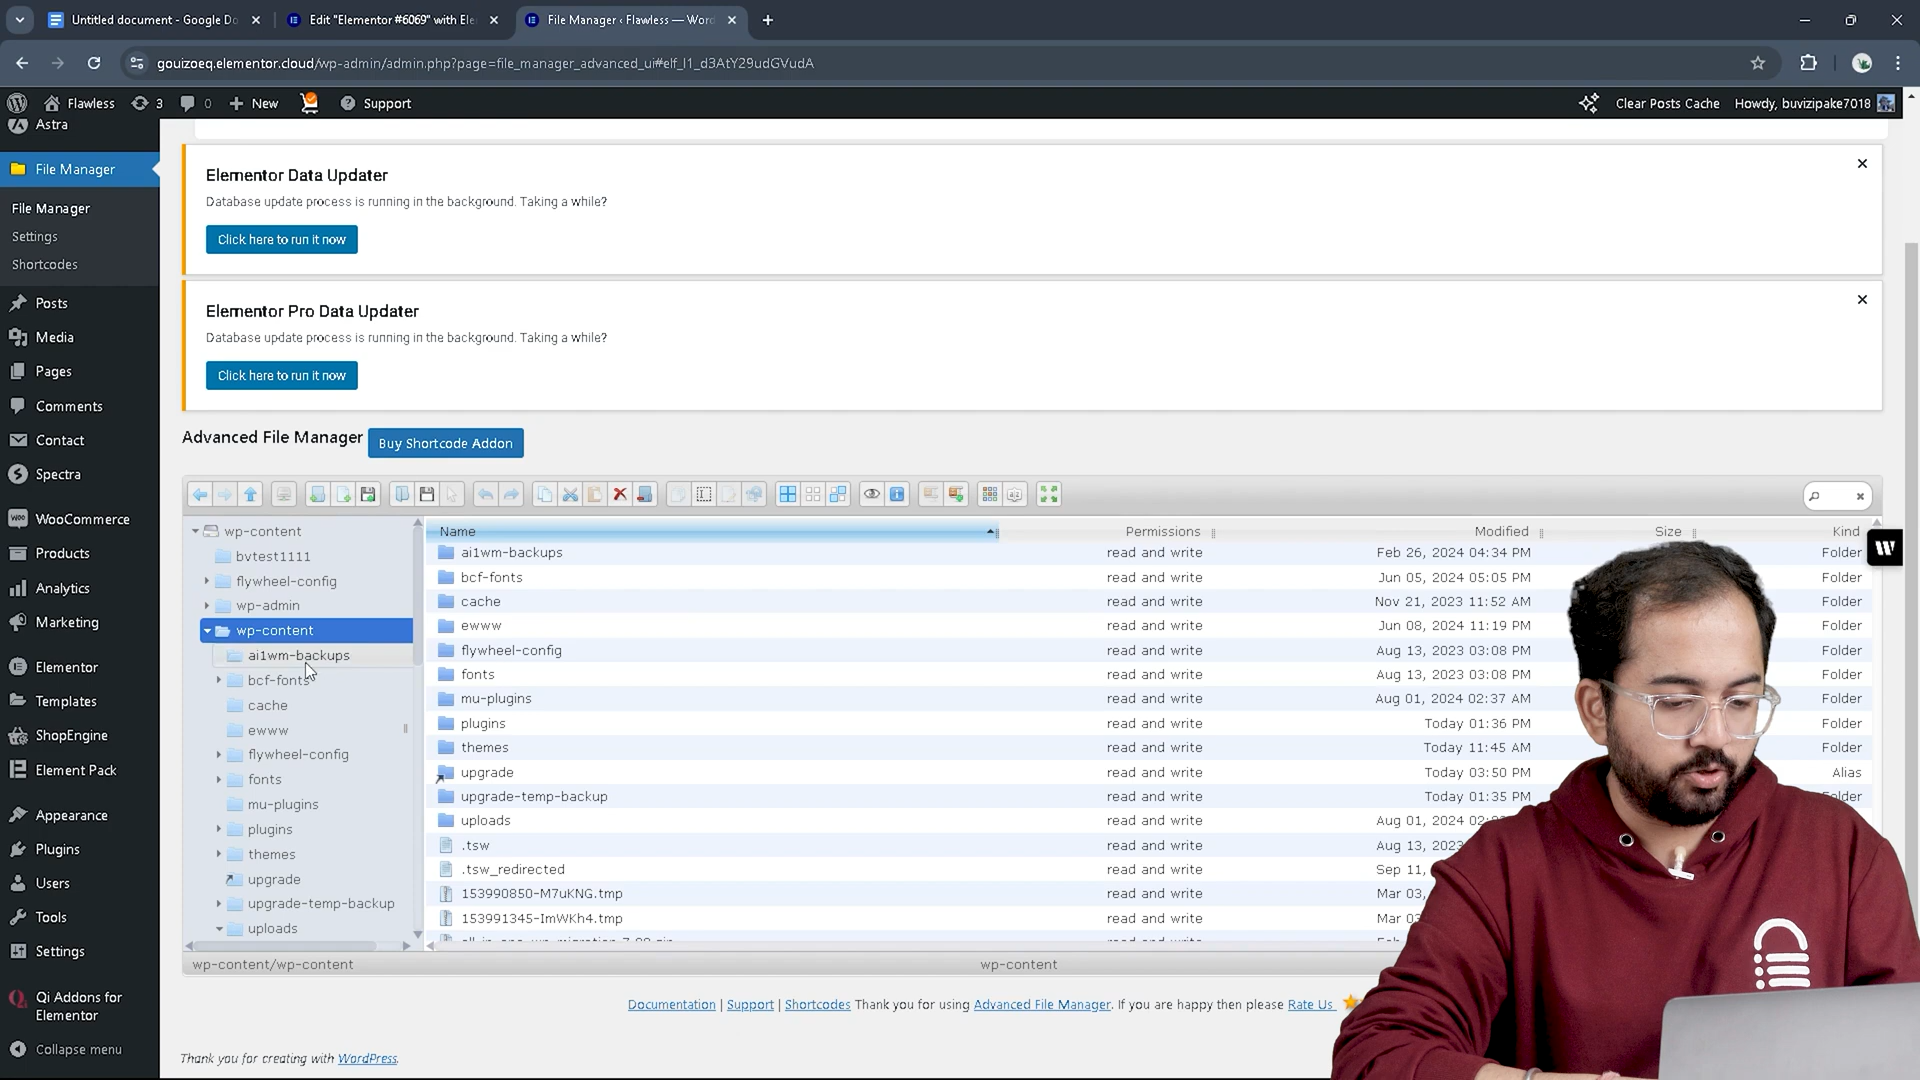 Untitled document - Google Do
Edit "Elementor #6069" with Ele
File Manager ‹ Flawless — Word
gouizoeq.elementor.cloud/wp-admin/admin.php?page=file_manager_advanced_ui#elf_l1_d3AtY29udGVudA
Flawless 3 0 New Support
Clear Posts Cache Howdy, buvizipake7018
Astra
File Manager
File Manager
Settings
Shortcodes
Posts
Media
Pages
Comments
Contact
Spectra
WooCommerce
Products
Analytics
Marketing
Elementor
Templates
ShopEngine
Element Pack
Appearance
Plugins
Users
Tools
Settings
Qi Addons for
Elementor
Collapse menu
Elementor Data Updater
Database update process is running in the background. Taking a while?
Click here to run it now
Elementor Pro Data Updater
Database update process is running in the background. Taking a while?
Click here to run it now
Advanced File Manager Buy Shortcode Addon
wp-content
bvtest1111
flywheel-config
wp-admin
wp-content
ai1wm-backups
bcf-fonts
cache
ewww
flywheel-config
fonts
mu-plugins
plugins
themes
upgrade
upgrade-temp-backup
uploads
Name Permissions Modified Size Kind
ai1wm-backups read and write Feb 26, 2024 04:34 PM Folder
bcf-fonts read and write Jun 05, 2024 05:05 PM Folder
cache read and write Nov 21, 2023 11:52 AM Folder
ewww read and write Jun 08, 2024 11:19 PM Folder
flywheel-config read and write Aug 13, 2023 03:08 PM Folder
fonts read and write Aug 13, 2023 03:08 PM Folder
mu-plugins read and write Aug 01, 2024 02:37 AM Folder
plugins read and write Today 01:36 PM Folder
themes read and write Today 11:45 AM Folder
upgrade read and write Today 03:50 PM Alias
upgrade-temp-backup read and write Today 01:35 PM Folder
uploads read and write Aug 01, 2024
.tsw read and write Aug 13, 2023
.tsw_redirected read and write Sep 11,
153990850-M7uKNG.tmp read and write Mar 03,
153991345-ImWKh4.tmp read and write Mar 03
wp-content/wp-content wp-content
Documentation | Support | Shortcodes Thank you for using Advanced File Manager. If you are happy then please Rate Us
Thank you for creating with WordPress.
W